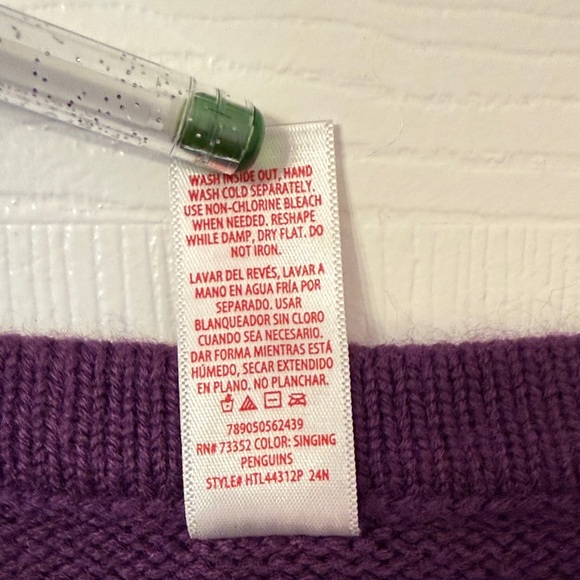 WASH INSIDE OUT, HAND
WASH COLD SEPARATELY.
USE NON-CHLORINE BLEACH
WHEN NEEDED. RESHAPE
WHILE DAMP, DRY FLAT. DO
NOT IRON.
LAVAR DEL REVÉS, LAVAR A
MANO EN AGUA FRÍA POR
SEPARADO. USAR
BLANQUEADOR SIN CLORO
CUANDO SEA NECESARIO.
DAR FORMA MIENTRAS ESTÁ
HÚMEDO, SECAR EXTENDIDO
EN PLANO. NO PLANCHAR.
789050562439
RN# 73352 COLOR: SINGING
PENGUINS
STYLE# HTL44312P 24N